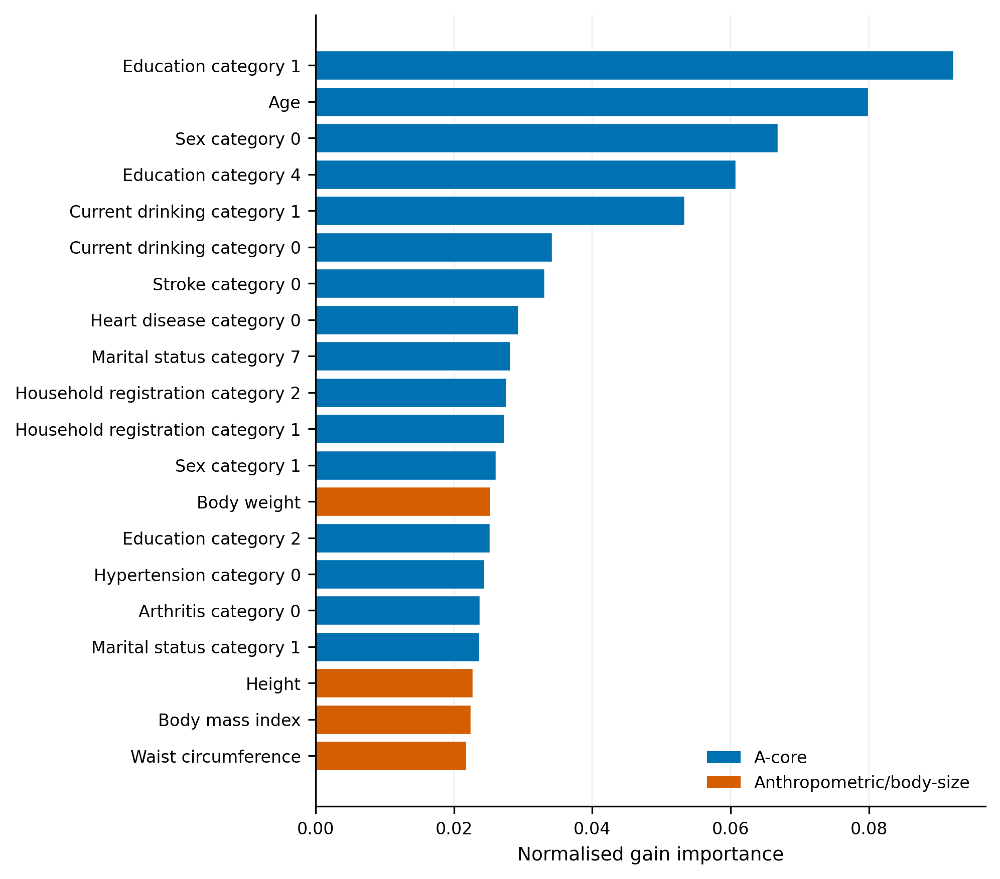 Education category 1
Age
Sex category 0
Education category 4
Current drinking category 1
Current drinking category 0
Stroke category 0
Heart disease category 0
Marital status category 7
Household registration category 2
Household registration category 1
Sex category 1
Body weight
Education category 2
Hypertension category 0
Arthritis category 0
Marital status category 1
Height
Body mass index
Waist circumference
A-core
Anthropometric/body-size
0.00 0.02 0.04 0.06 0.08
Normalised gain importance